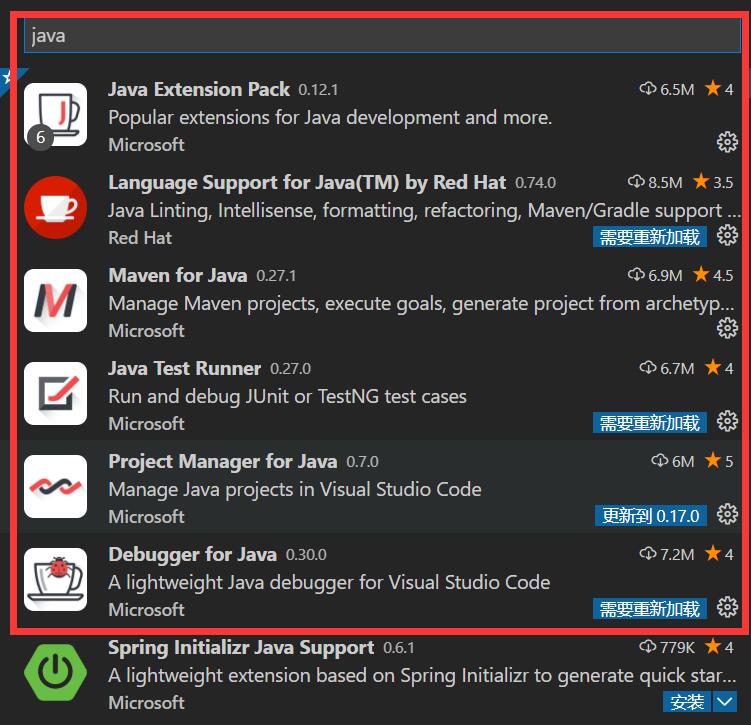 java
Java Extension Pack 0.12.1 6.5M 4
Popular extensions for Java development and more.
6
Microsoft
Language Support for Java(TM) by Red Hat 0.74.0 8.5M 3.5
Java Linting, Intellisense, formatting, refactoring, Maven/Gradle support ...
Red Hat 需要重新加载
Maven for Java 0.27.1 6.9M 4.5
Manage Maven projects, execute goals, generate project from archetyp...
Microsoft
Java Test Runner 0.27.0 6.7M 4
Run and debug JUnit or TestNG test cases
Microsoft 需要重新加载
Project Manager for Java 0.7.0 6M 5
Manage Java projects in Visual Studio Code
Microsoft 更新到 0.17.0
Debugger for Java 0.30.0 7.2M 4
A lightweight Java debugger for Visual Studio Code
Microsoft 需要重新加载
Spring Initializr Java Support 0.6.1 779K 4
A lightweight extension based on Spring Initializr to generate quick star...
Microsoft 安装